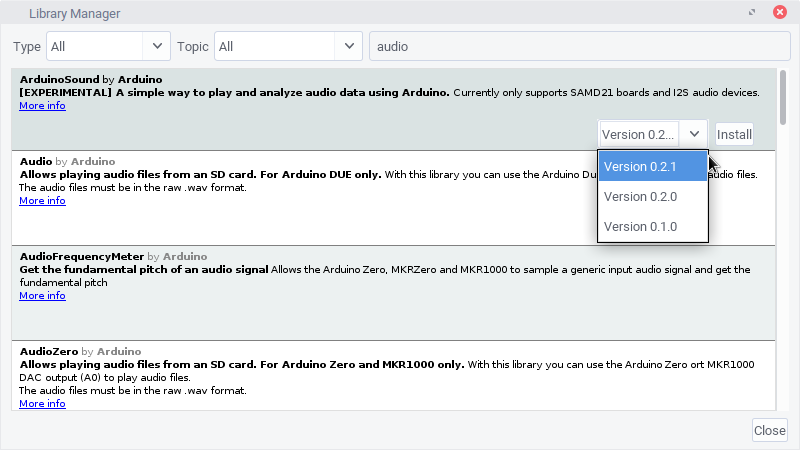 Library Manager
Type All Topic All audio
ArduinoSound by Arduino
[EXPERIMENTAL] A simple way to play and analyze audio data using Arduino. Currently only supports SAMD21 boards and I2S audio devices.
More info
Version 0.2... Install
Version 0.2.1
Version 0.2.0
Version 0.1.0
Audio by Arduino
Allows playing audio files from an SD card. For Arduino DUE only. With this library you can use the Arduino Du udio files.
The audio files must be in the raw .wav format.
More info
AudioFrequencyMeter by Arduino
Get the fundamental pitch of an audio signal Allows the Arduino Zero, MKRZero and MKR1000 to sample a generic input audio signal and get the
fundamental pitch
More info
AudioZero by Arduino
Allows playing audio files from an SD card. For Arduino Zero and MKR1000 only. With this library you can use the Arduino Zero ort MKR1000
DAC output (A0) to play audio files.
The audio files must be in the raw .wav format.
More info
Close